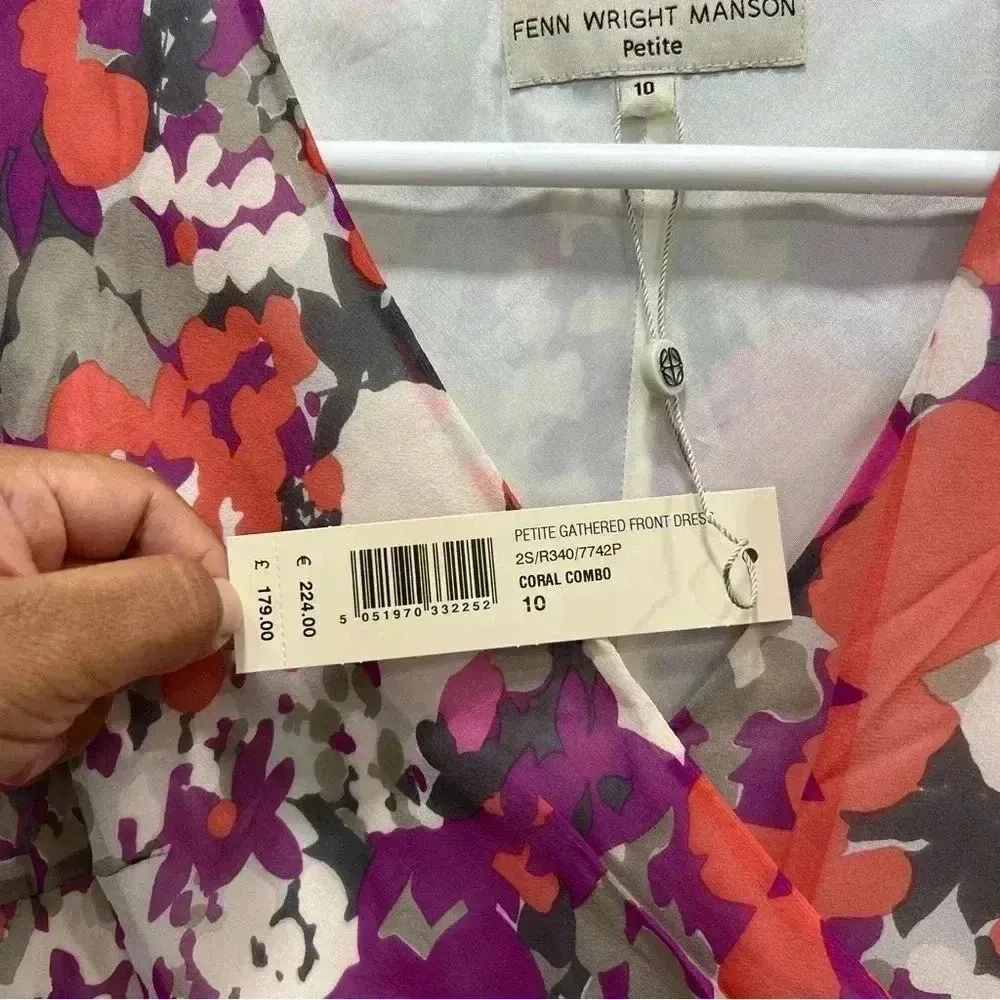 FENN WRIGHT MANSON
Petite
10
PETITE GATHERED FRONT DRESS
2S/R340/7742P
CORAL COMBO
10
5 051970 332252
€ 224.00
£ 179.00